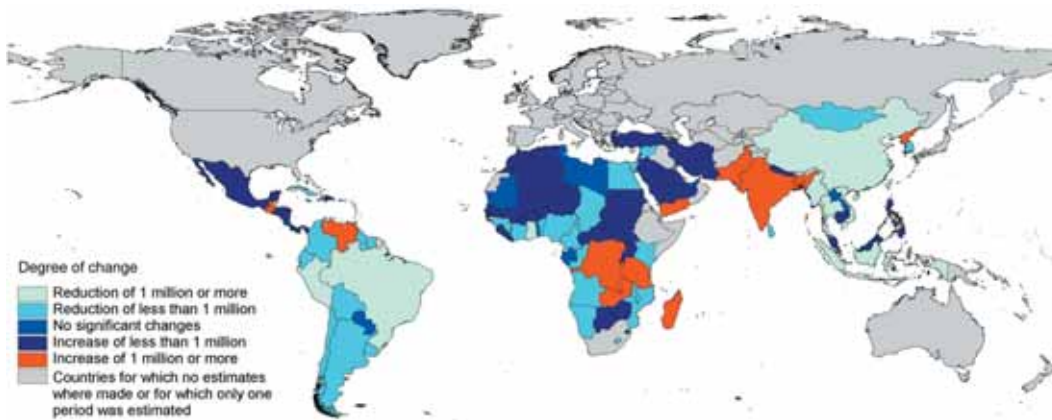 Degree of change
Reduction of 1 million or more
Reduction of less than 1 million
No significant changes
Increase of less than 1 million
Increase of 1 million or more
Countries for which no estimates
where made or for which only one
period was estimated